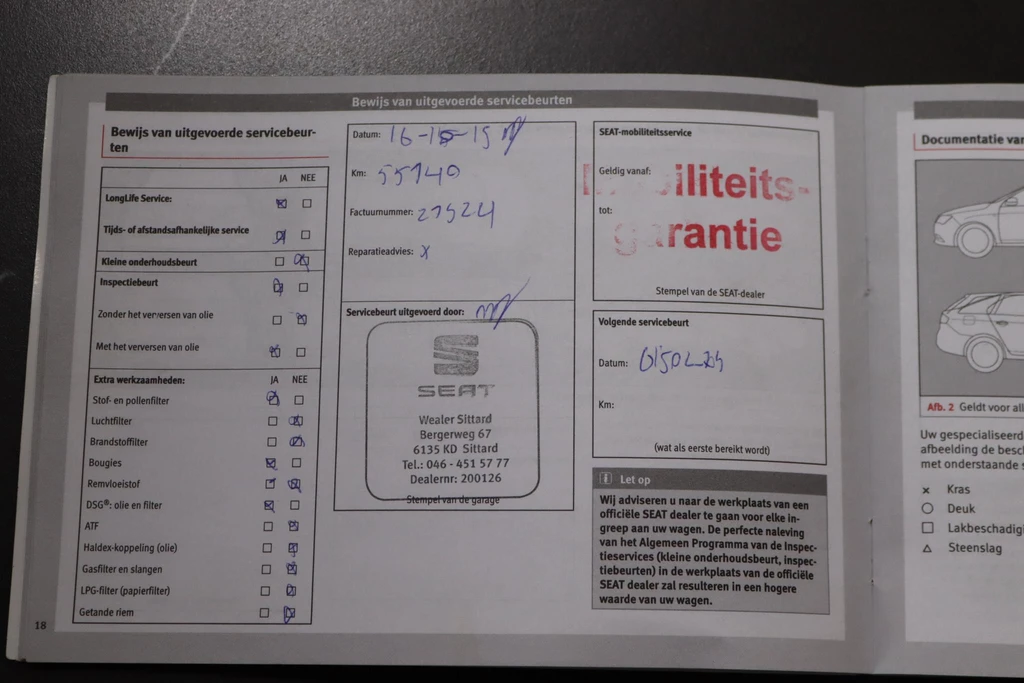 Bewijs van uitgevoerde servicebeurten
Bewijs van uitgevoerde servicebeur-
ten
JA NEE
LongLife Service:
Tijds- of afstandsafhankelijke service
Kleine onderhoudsbeurt
Inspectiebeurt
Zonder het verversen van olie
Met het verversen van olie
Extra werkzaamheden: JA NEE
Stof- en pollenfilter
Luchtfilter
Brandstoffilter
Bougies
Remvloeistof
DSG®: olie en filter
ATF
Haldex-koppeling (olie)
Gasfilter en slangen
LPG-filter (papierfilter)
Getande riem
18
Datum:
Km: 55140
Factuurnummer: 21524
Reparatieadvies: x
Servicebeurt uitgevoerd door:
SEAT
Wealer Sittard
Bergerweg 67
6135 KD Sittard
Tel.: 046 - 451 57 77
Dealernr: 200126
Stempel van de garage
SEAT-mobiliteitsservice
Geldig vanaf:
tot:
iliteits-
rantie
Stempel van de SEAT-dealer
Volgende servicebeurt
Datum:
Km:
(wat als eerste bereikt wordt)
Let op
Wij adviseren u naar de werkplaats van een
officiële SEAT dealer te gaan voor elke in-
greep aan uw wagen. De perfecte naleving
van het Algemeen Programma van de Inspec-
tieservices (kleine onderhoudsbeurt, inspec-
tiebeurten) in de werkplaats van de officiële
SEAT dealer zal resulteren in een hogere
waarde van uw wagen.
Documentatie van
Afb. 2 Geldt voor all
Uw gespecialiseerd
afbeelding de besc
met onderstaande s
Kras
Deuk
Lakbeschadigi
Steenslag